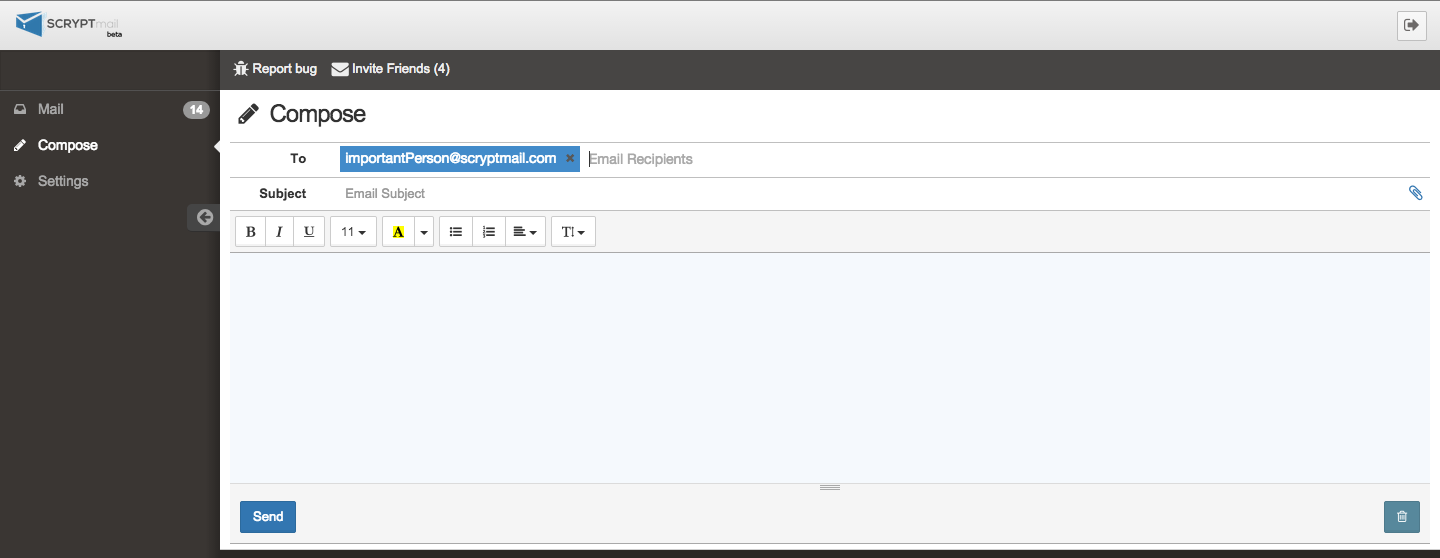 SCRYPTmail
beta
Report bug Invite Friends (4)
Mail 14
Compose
Settings
Compose
To importantPerson@scryptmail.com × Email Recipients
Subject Email Subject
B I U 11 A T
Send